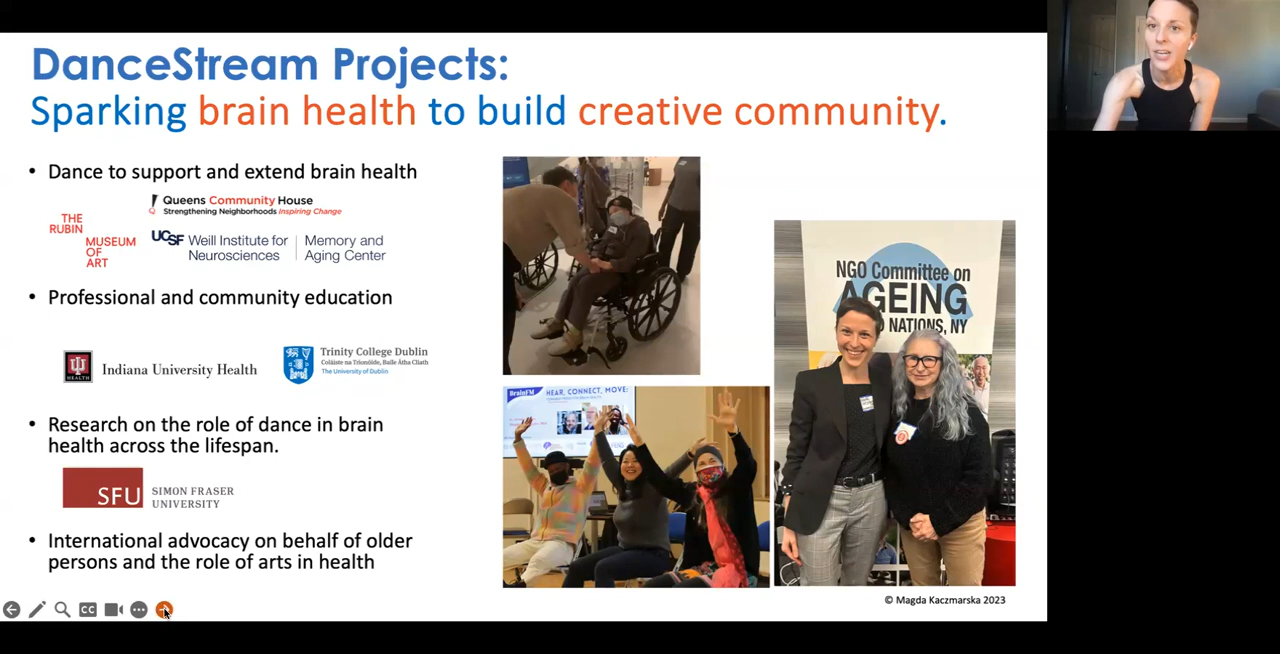 DanceStream Projects:
Sparking brain health to build creative community.
• Dance to support and extend brain health
Queens Community House
Strengthening Neighborhoods Inspiring Change
THE
RUBIN
MUSEUM
OF
ART
UCSF Weill Institute for
Neurosciences
Memory and
Aging Center
• Professional and community education
HEALTH
Indiana University Health
Trinity College Dublin
Coláiste na Tríonóide, Baile Átha Cliath
The University of Dublin
• Research on the role of dance in brain
health across the lifespan.
SFU SIMON FRASER
UNIVERSITY
• International advocacy on behalf of older
persons and the role of arts in health
BrainFM
HEAR, CONNECT, MOVE:
NGO Committee on
AGEING
NATIONS, NY
© Magda Kaczmarska 2023
CC